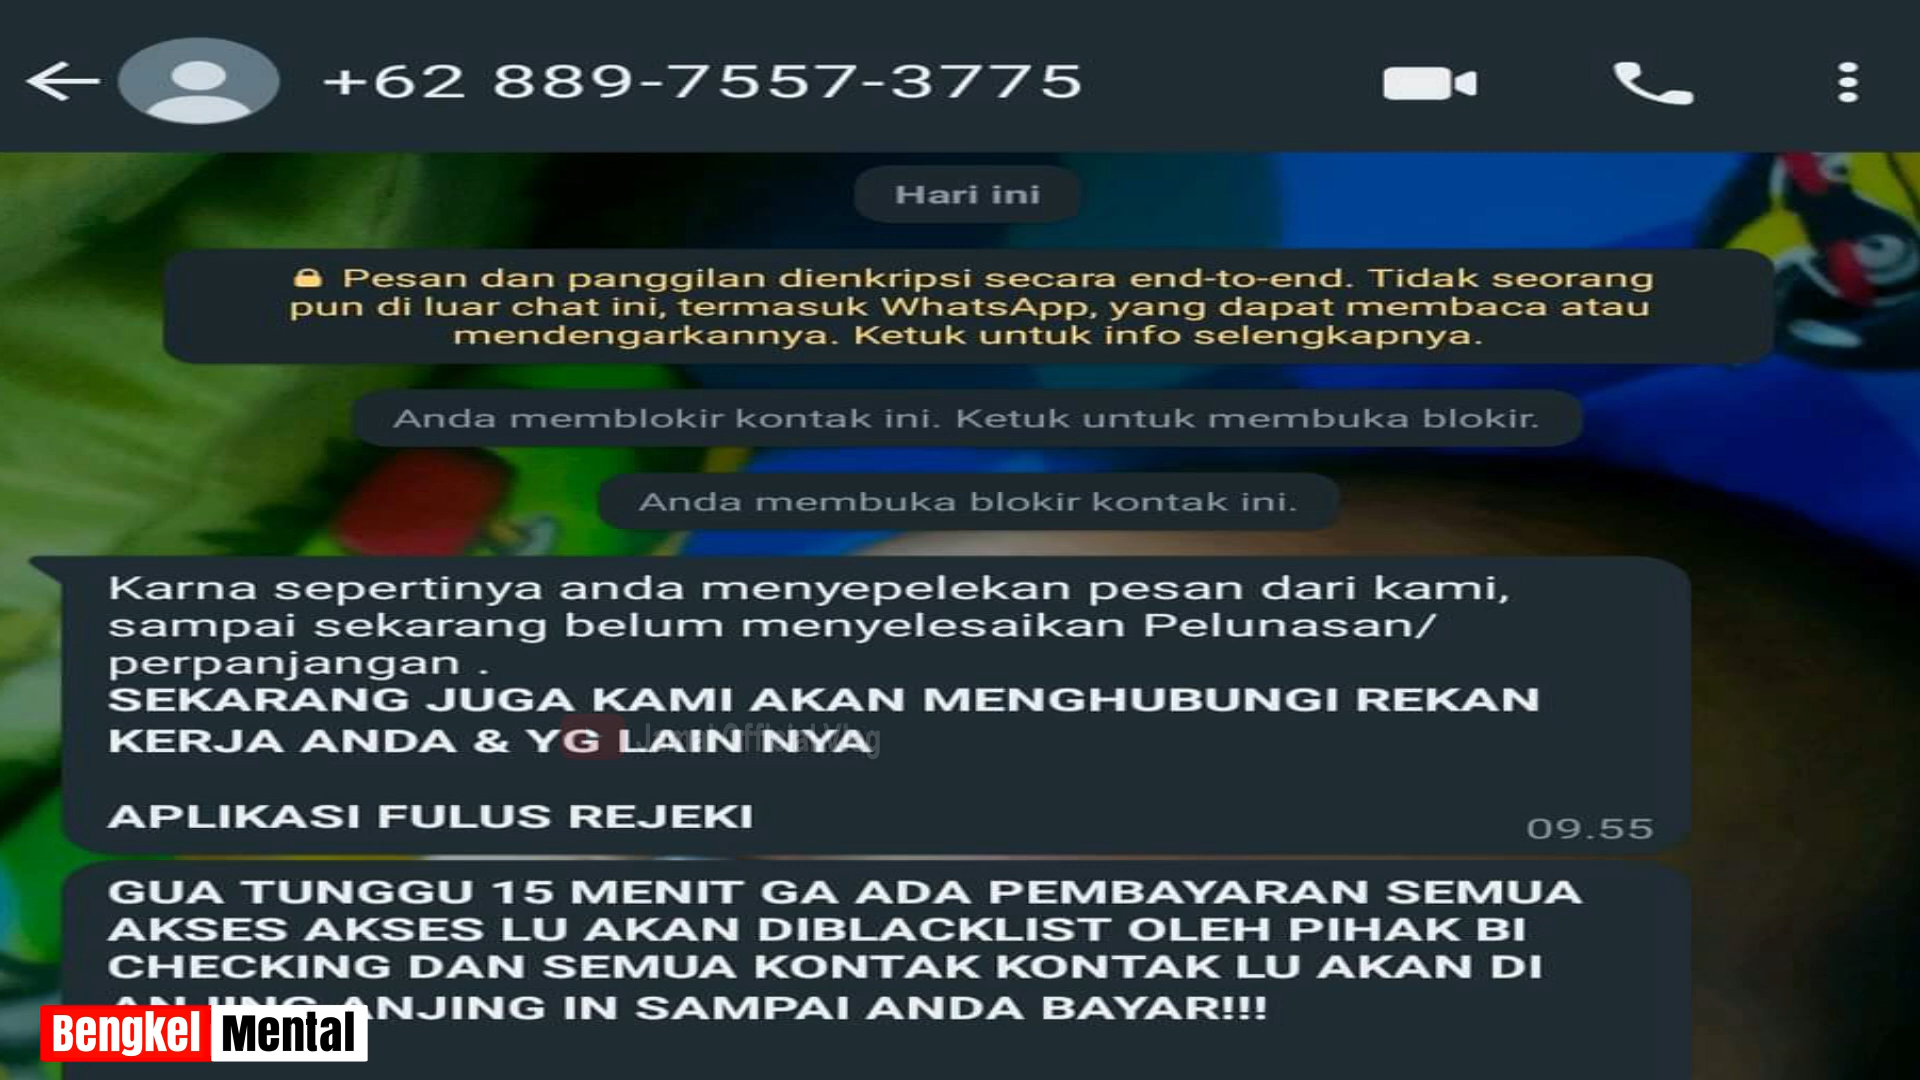 +62 889-7557-3775
Hari ini
Pesan dan panggilan dienkripsi secara end-to-end. Tidak seorang
pun di luar chat ini, termasuk WhatsApp, yang dapat membaca atau
mendengarkannya. Ketuk untuk info selengkapnya.
Anda memblokir kontak ini. Ketuk untuk membuka blokir.
Anda membuka blokir kontak ini.
Karna sepertinya anda menyepelekan pesan dari kami,
sampai sekarang belum menyelesaikan Pelunasan/
perpanjangan .
SEKARANG JUGA KAMI AKAN MENGHUBUNGI REKAN
KERJA ANDA & YG LAIN NYA
APLIKASI FULUS REJEKI
09.55
GUA TUNGGU 15 MENIT GA ADA PEMBAYARAN SEMUA
AKSES AKSES LU AKAN DIBLACKLIST OLEH PIHAK BI
CHECKING DAN SEMUA KONTAK KONTAK LU AKAN DI
ANJING ANJING IN SAMPAI ANDA BAYAR!!!
Bengkel Mental